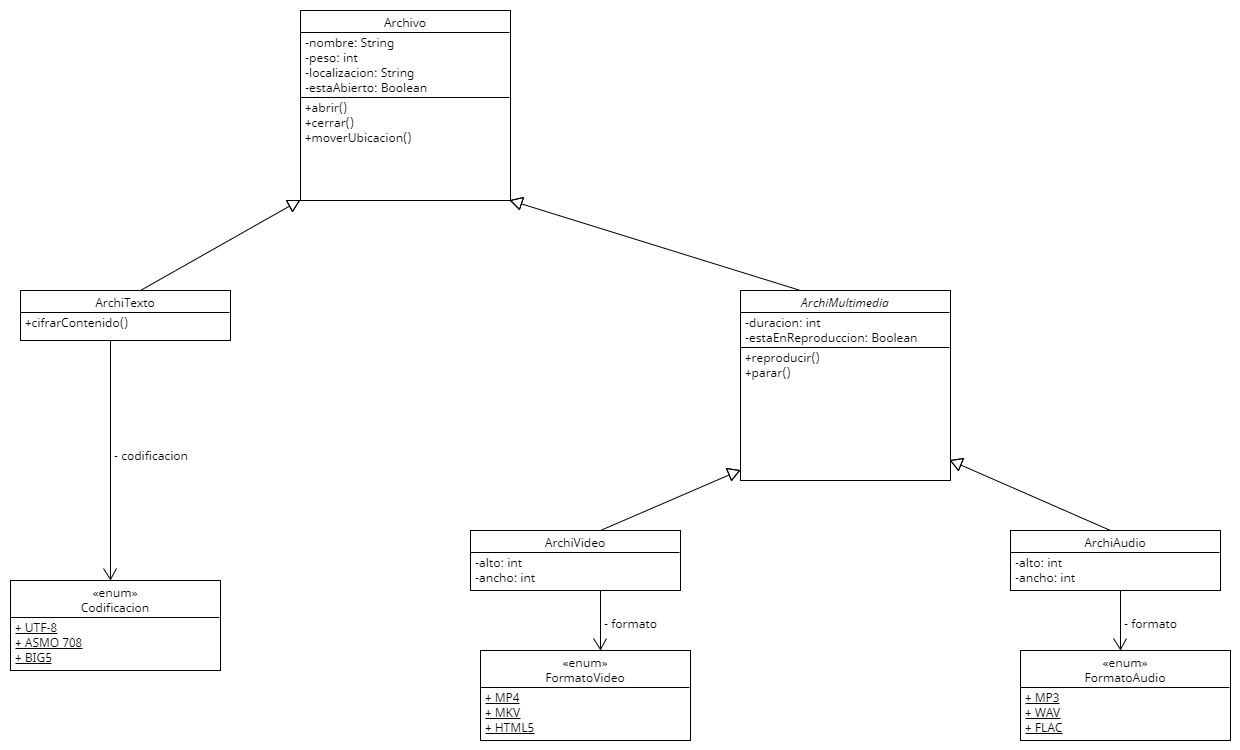 Archivo
-nombre: String
-peso: int
-localizacion: String
-estaAbierto: Boolean
+abrir()
+cerrar()
+moverUbicacion()
ArchiTexto
+cifrarContenido()
ArchiMultimedia
-duracion: int
-estaEnReproduccion: Boolean
+reproducir()
+parar()
- codificacion
ArchiVideo
-alto: int
-ancho: int
ArchiAudio
-alto: int
-ancho: int
«enum»
Codificacion
+ UTF-8
+ ASMO 708
+ BIG5
- formato
- formato
«enum»
FormatoVideo
+ MP4
+ MKV
+ HTML5
«enum»
FormatoAudio
+ MP3
+ WAV
+ FLAC